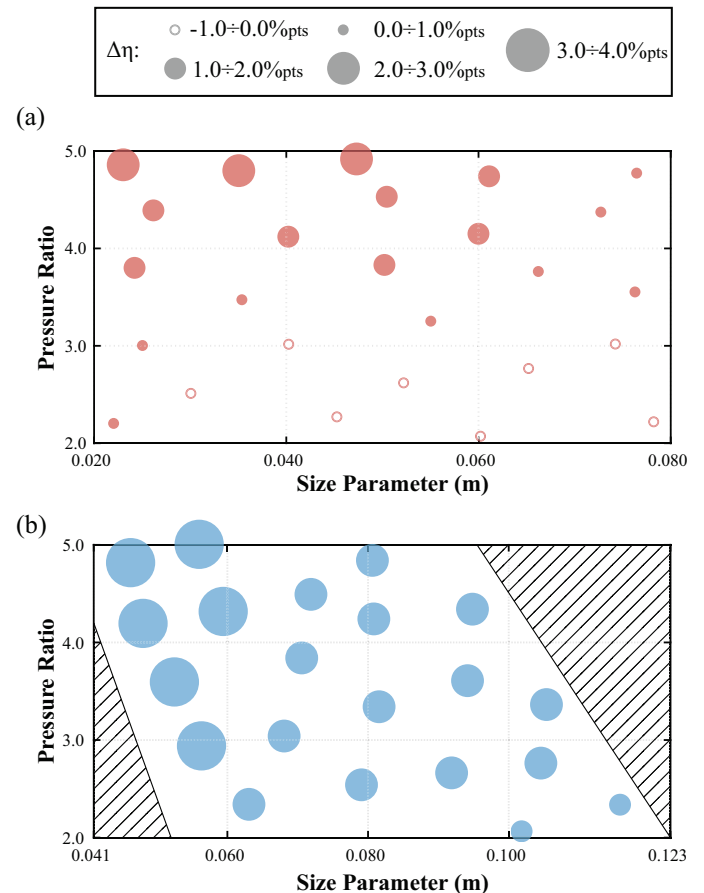 Δη:
-1.0÷0.0%pts
0.0÷1.0%pts
1.0÷2.0%pts
2.0÷3.0%pts
3.0÷4.0%pts
(a)
5.0
4.0
3.0
2.0
Pressure Ratio
0.020
0.040
0.060
0.080
Size Parameter (m)
(b)
5.0
4.0
3.0
2.0
Pressure Ratio
0.041
0.060
0.080
0.100
0.123
Size Parameter (m)